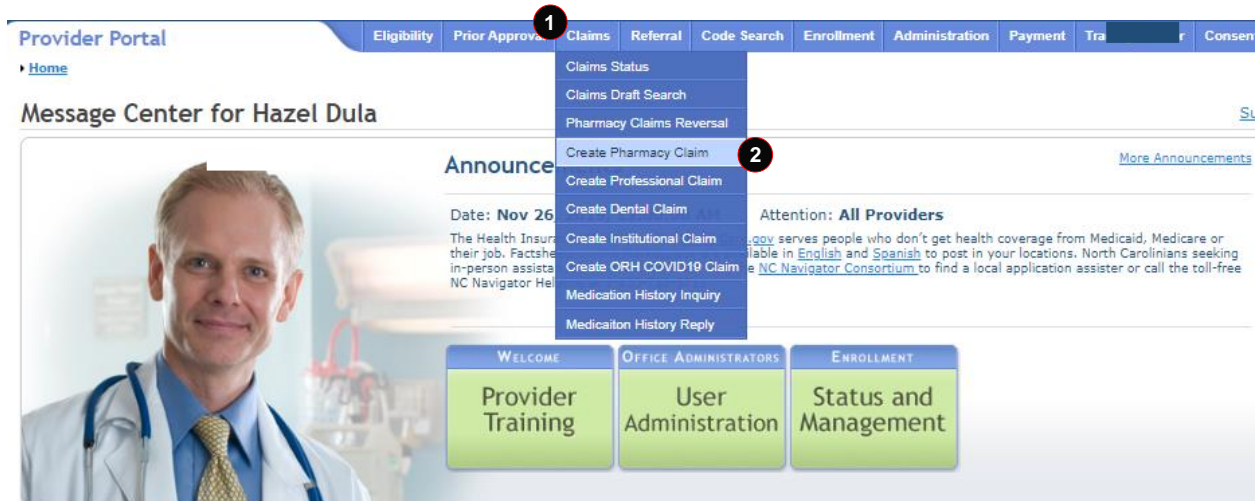 1
Provider Portal
Eligibility Prior Approval Claims Referral Code Search Enrollment Administration Payment Consent
Home
Claims Status
Claims Draft Search
Message Center for Hazel Dula
Pharmacy Claims Reversal
Create Pharmacy Claim 2
More Announcements
Create Professional Claim
Create Dental Claim
Date: Nov 26 Attention: All Providers
Create Institutional Claim
The Health Insura .gov serves people who don't get health coverage from Medicaid, Medicare or
their job. Factshe ilable in English and Spanish to post in your locations. North Carolinians seeking
Create ORH COVID19 Claim
in-person assista e NC Navigator Consortium to find a local application assister or call the toll-free
NC Navigator Hel
Medication History Inquiry
Medicaiton History Reply
WELCOME
Provider
Training
OFFICE ADMINISTRATORS
User
Administration
ENROLLMENT
Status and
Management